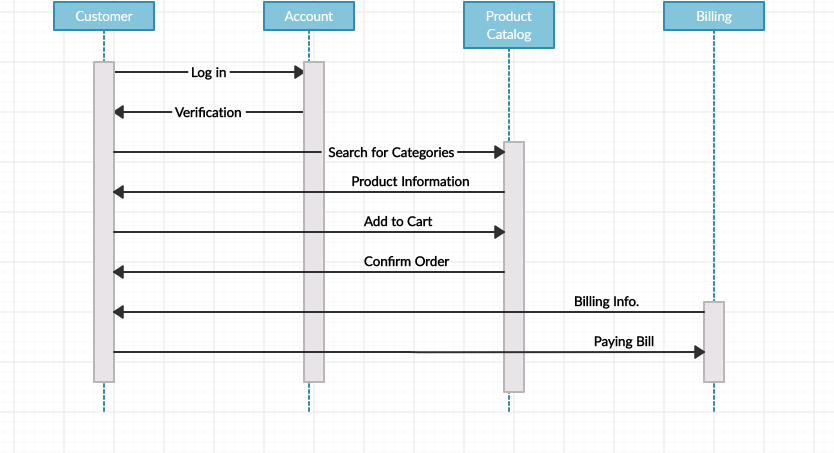 Customer
Account
Product
Catalog
Billing
Log in
Verification
Search for Categories
Product Information
Add to Cart
Confirm Order
Billing Info.
Paying Bill